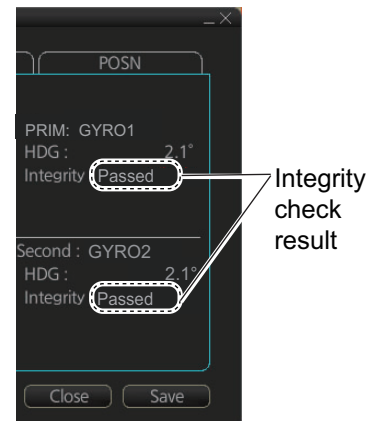 POSN
PRIM: GYRO1
HDG : 2.1°
Integrity Passed
Second : GYRO2
HDG : 2.1°
Integrity Passed
Close Save
Integrity
check
result